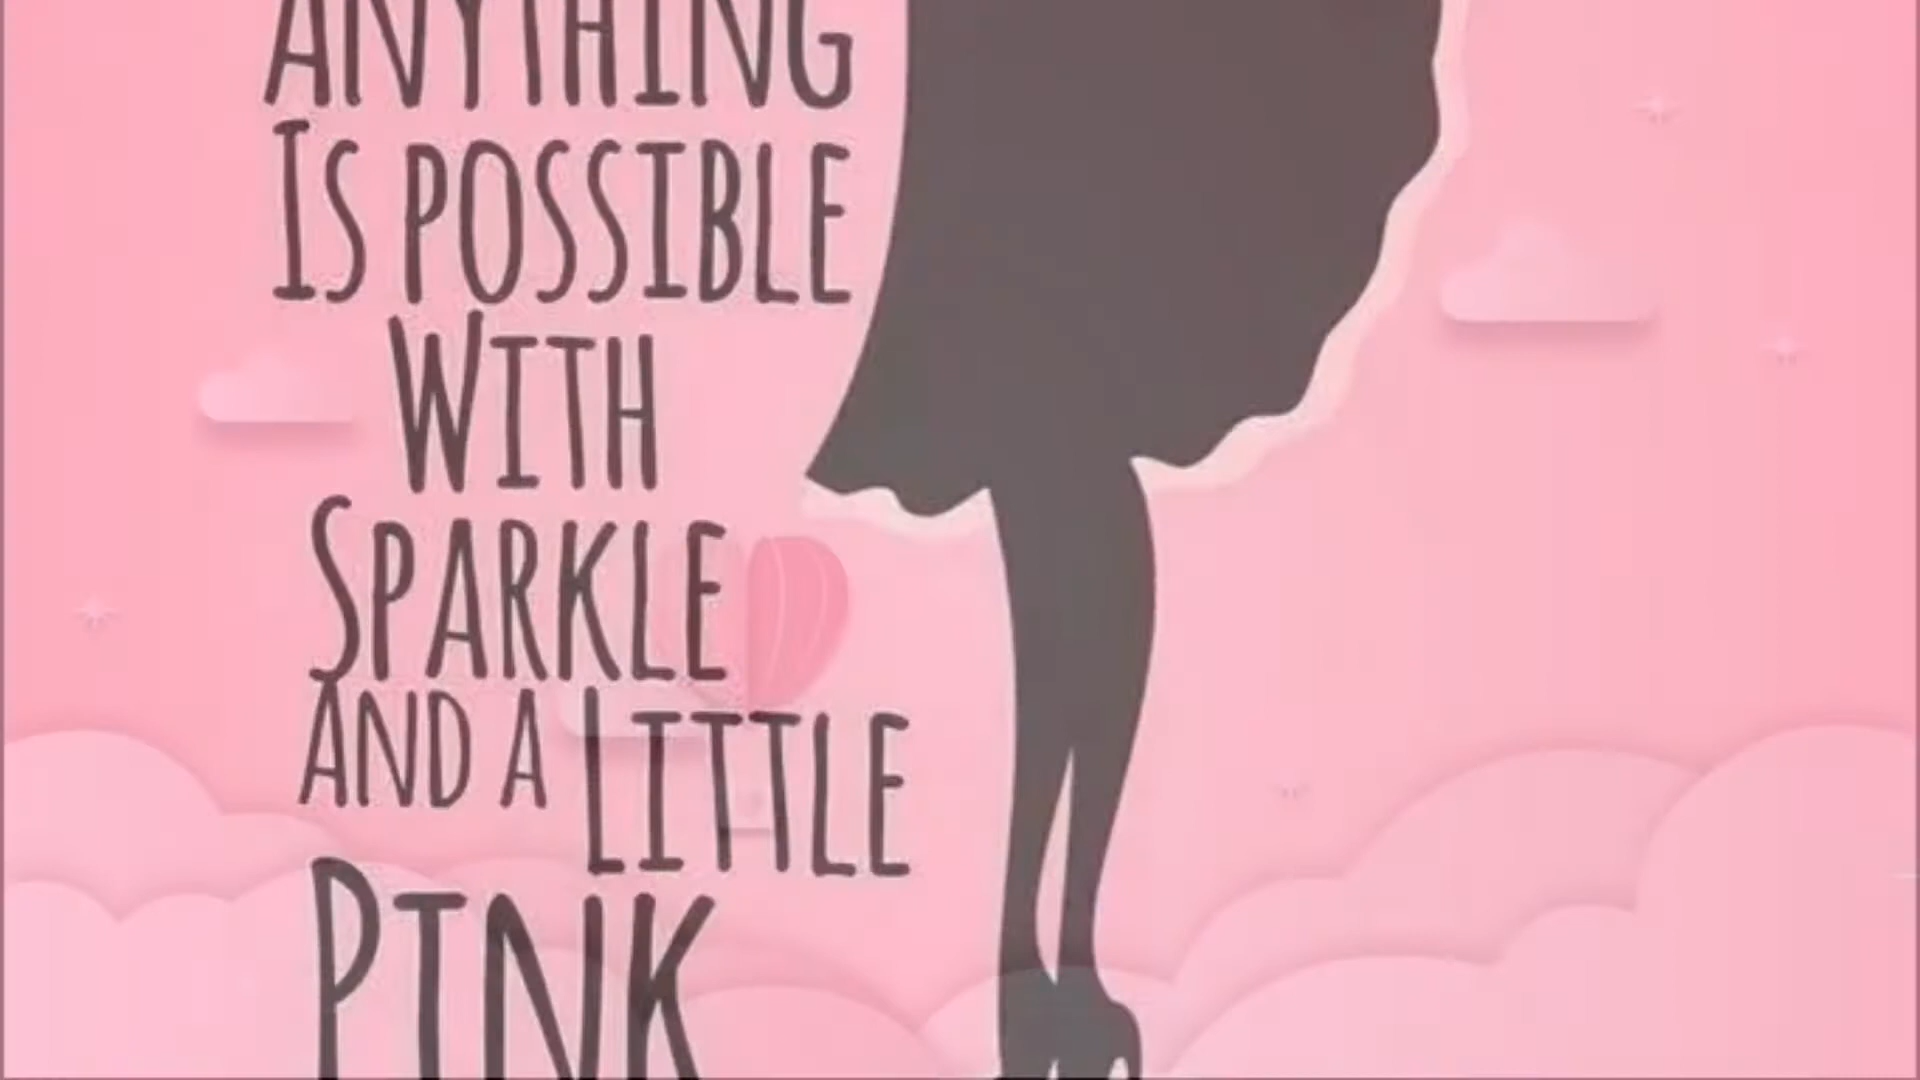 ANYTHING
IS POSSIBLE
WITH
SPARKLE
AND A LITTLE
PINK